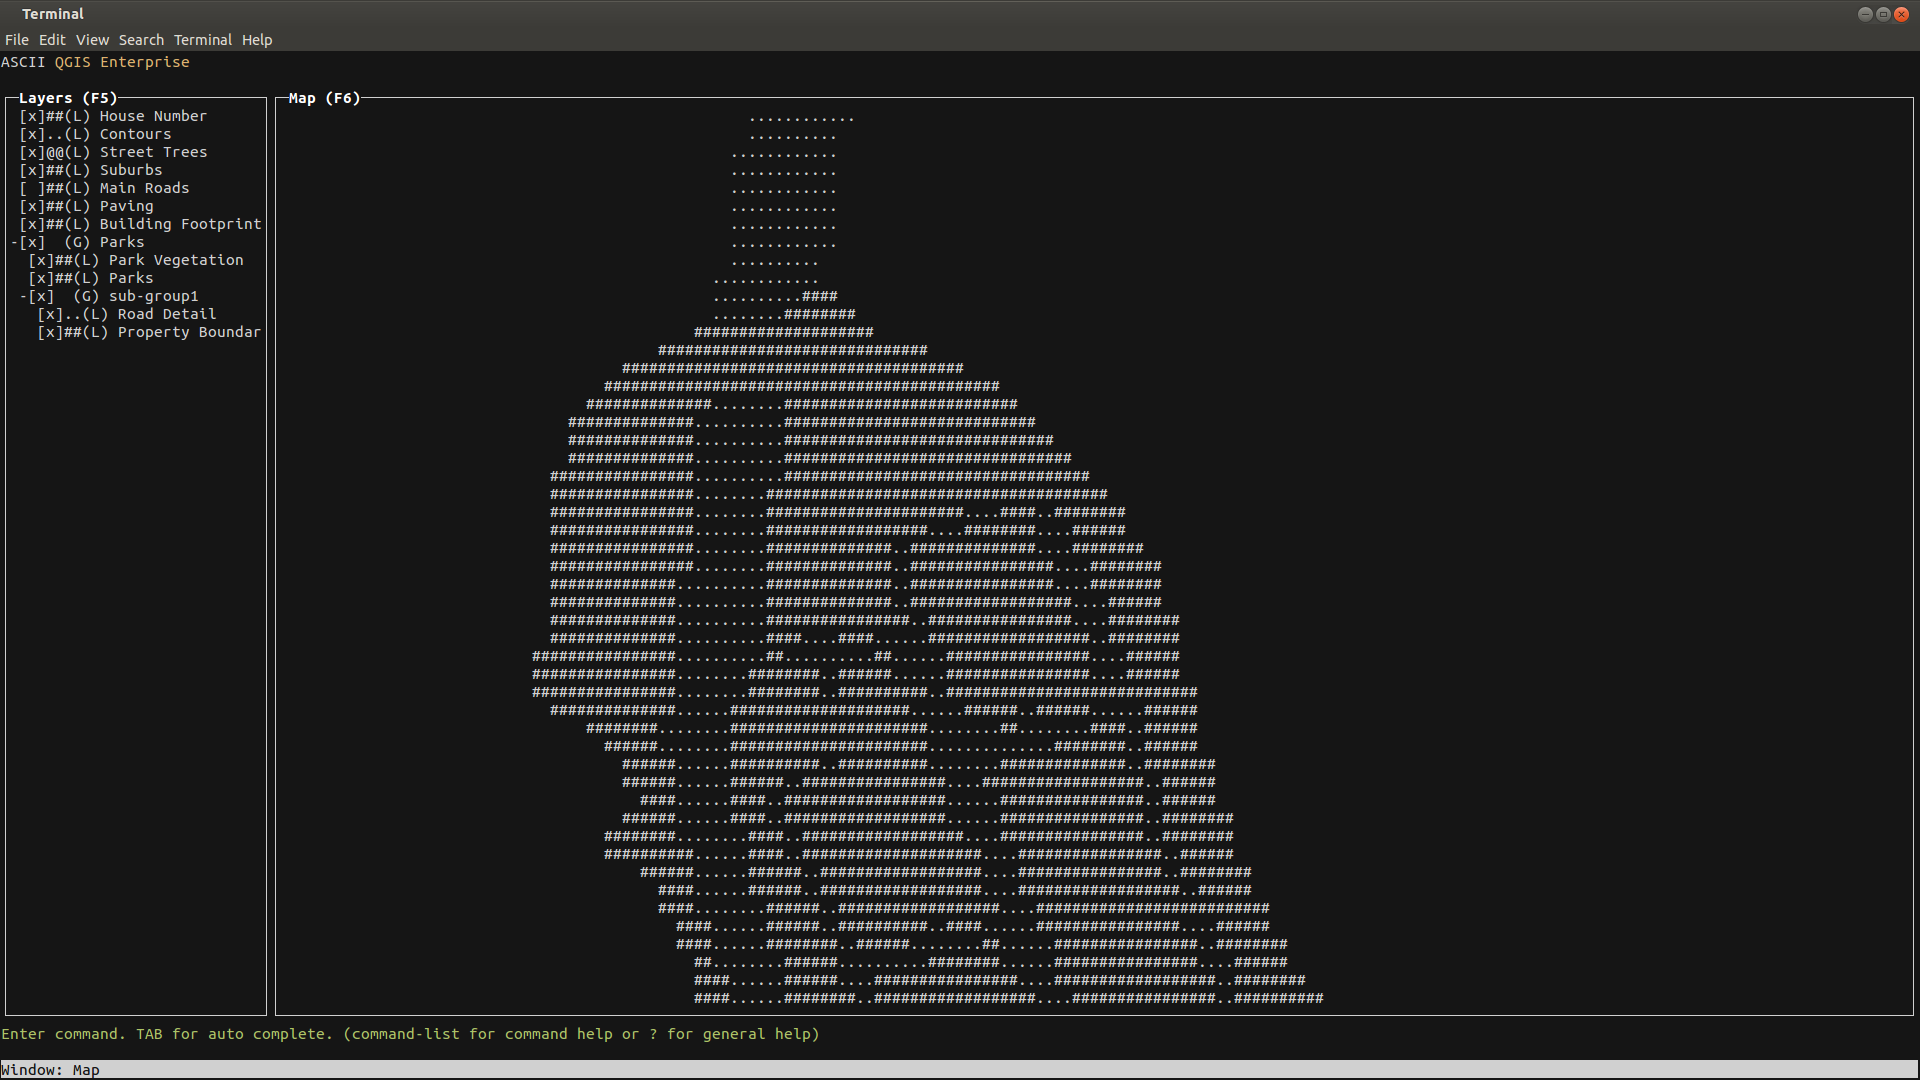 Terminal
File Edit View Search Terminal Help
ASCII QGIS Enterprise
Layers (F5)
[x]##(L) House Number
[x]..(L) Contours
[x]@@(L) Street Trees
[x]##(L) Suburbs
[ ]##(L) Main Roads
[x]##(L) Paving
[x]##(L) Building Footprint
-[x]  (G) Parks
[x]##(L) Park Vegetation
[x]##(L) Parks
-[x]  (G) sub-group1
[x]..(L) Road Detail
[x]##(L) Property Boundar
Map (F6)
Enter command. TAB for auto complete. (command-list for command help or ? for general help)
Window: Map